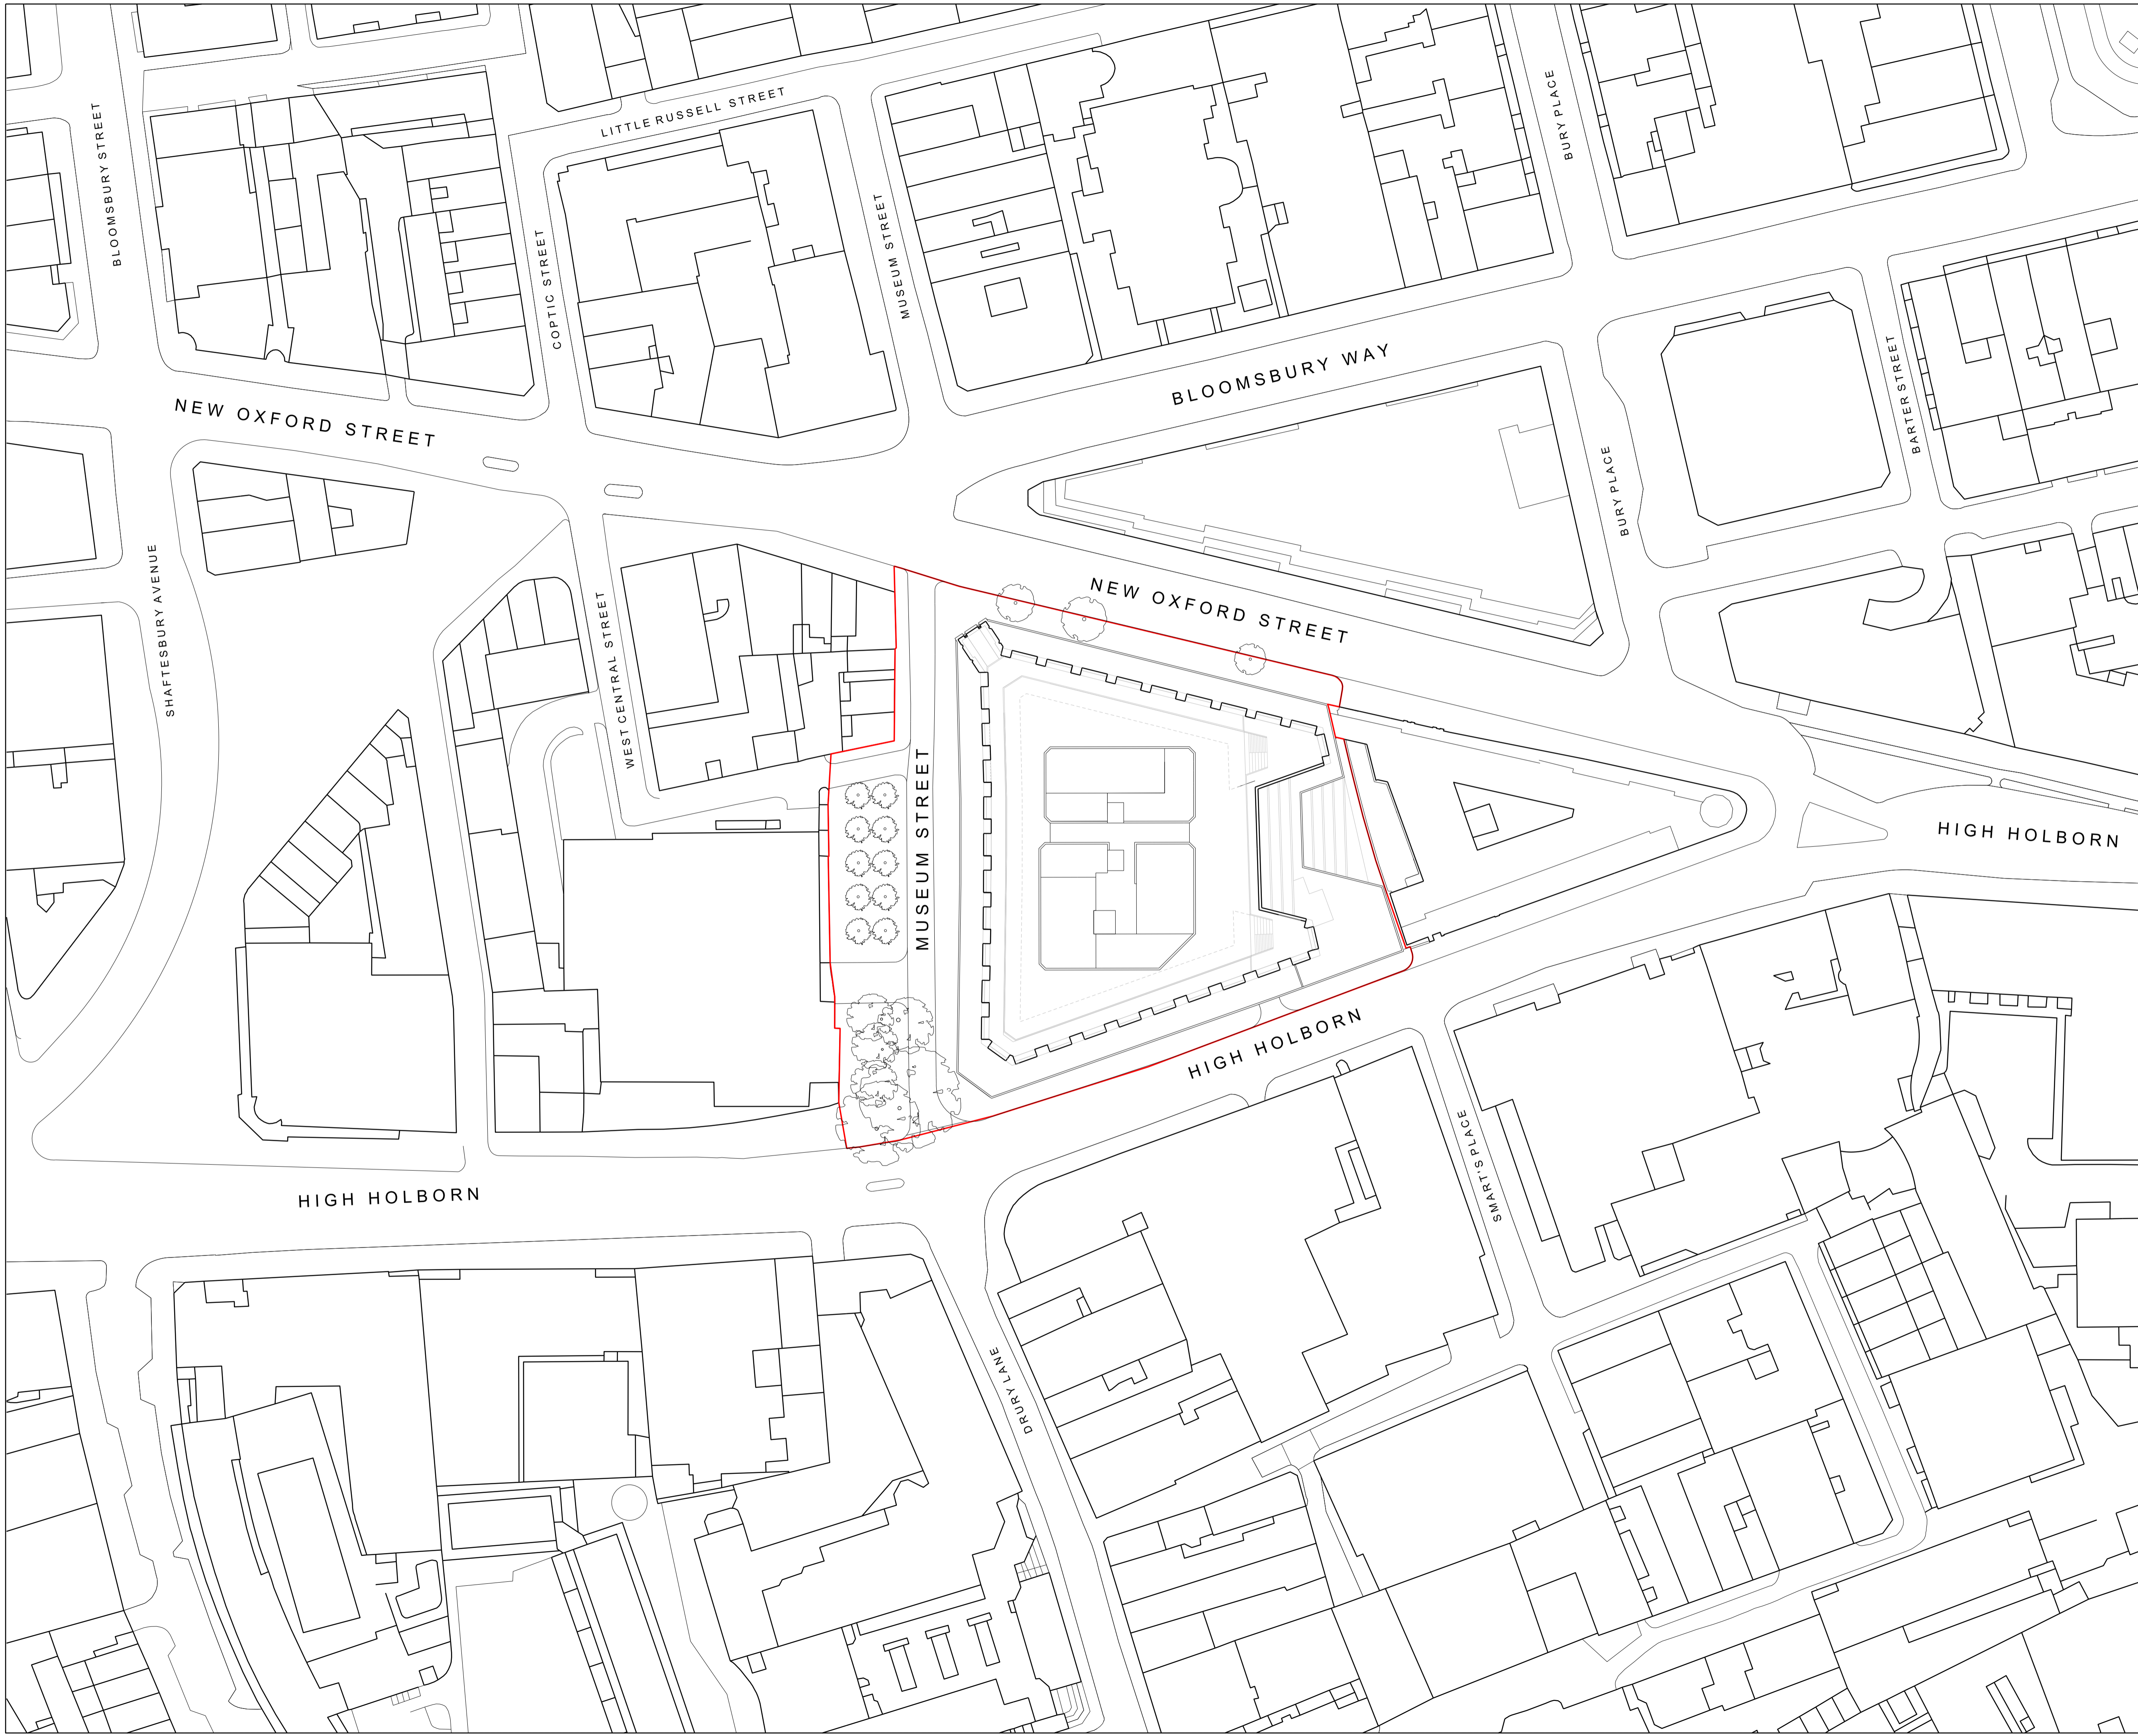 LITTLE RUSSELL STREET
BLOOMSBURY STREET
BURY PLACE
COPTIC STREET
MUSEUM STREET
BLOOMSBURY WAY
BARTER STREET
NEW OXFORD STREET
BURY PLACE
SHAFTESBURY AVENUE
WEST CENTRAL STREET
NEW OXFORD STREET
MUSEUM STREET
HIGH HOLBORN
HIGH HOLBORN
SMART'S PLACE
HIGH HOLBORN
DRURY LANE